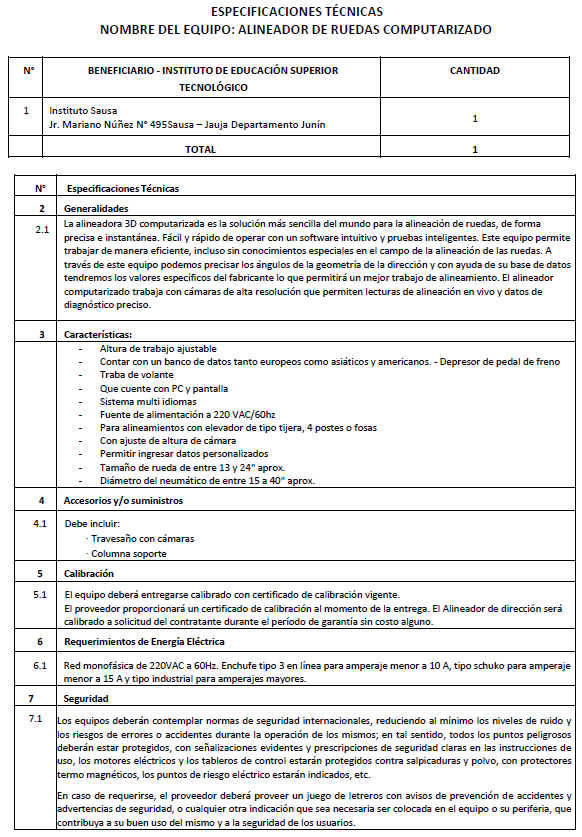 ESPECIFICACIONES TÉCNICAS
NOMBRE DEL EQUIPO: ALINEADOR DE RUEDAS COMPUTARIZADO
N° BENEFICIARIO - INSTITUTO DE EDUCACIÓN SUPERIOR TECNOLÓGICO CANTIDAD
1 Instituto Sausa
Jr. Mariano Núñez N° 495Sausa – Jauja Departamento Junín 1
TOTAL 1
N° Especificaciones Técnicas
2 Generalidades
2.1 La alineadora 3D computarizada es la solución más sencilla del mundo para la alineación de ruedas, de forma
precisa e instantánea. Fácil y rápido de operar con un software intuitivo y pruebas inteligentes. Este equipo permite
trabajar de manera eficiente, incluso sin conocimientos especiales en el campo de la alineación de las ruedas. A
través de este equipo podemos precisar los ángulos de la geometría de la dirección y con ayuda de su base de datos
tendremos los valores específicos del fabricante lo que permitirá un mejor trabajo de alineamiento. El alineador
computarizado trabaja con cámaras de alta resolución que permiten lecturas de alineación en vivo y datos de
diagnóstico preciso.
3 Características:
- Altura de trabajo ajustable
- Contar con un banco de datos tanto europeos como asiáticos y americanos. - Depresor de pedal de freno
- Traba de volante
- Que cuente con PC y pantalla
- Sistema multi idiomas
- Fuente de alimentación a 220 VAC/60hz
- Para alineamientos con elevador de tipo tijera, 4 postes o fosas
- Con ajuste de altura de cámara
- Permitir ingresar datos personalizados
- Tamaño de rueda de entre 13 y 24" aprox.
- Diámetro del neumático de entre 15 a 40" aprox.
4 Accesorios y/o suministros
4.1 Debe incluir:
· Travesaño con cámaras
· Columna soporte
5 Calibración
5.1 El equipo deberá entregarse calibrado con certificado de calibración vigente.
El proveedor proporcionará un certificado de calibración al momento de la entrega. El Alineador de dirección será
calibrado a solicitud del contratante durante el período de garantía sin costo alguno.
6 Requerimientos de Energía Eléctrica
6.1 Red monofásica de 220VAC a 60Hz. Enchufe tipo 3 en línea para amperaje menor a 10 A, tipo schuko para amperaje
menor a 15 A y tipo industrial para amperajes mayores.
7 Seguridad
7.1 Los equipos deberán contemplar normas de seguridad internacionales, reduciendo al mínimo los niveles de ruido y
los riesgos de errores o accidentes durante la operación de los mismos; en tal sentido, todos los puntos peligrosos
deberán estar protegidos, con señalizaciones evidentes y prescripciones de seguridad claras en las instrucciones de
uso, los motores eléctricos y los tableros de control estarán protegidos contra salpicaduras y polvo, con protectores
termo magnéticos, los puntos de riesgo eléctrico estarán indicados, etc.
En caso de requerirse, el proveedor deberá proveer un juego de letreros con avisos de prevención de accidentes y
advertencias de seguridad, o cualquier otra indicación que sea necesaria ser colocada en el equipo o su periferia, que
contribuya a su buen uso del mismo y a la seguridad de los usuarios.